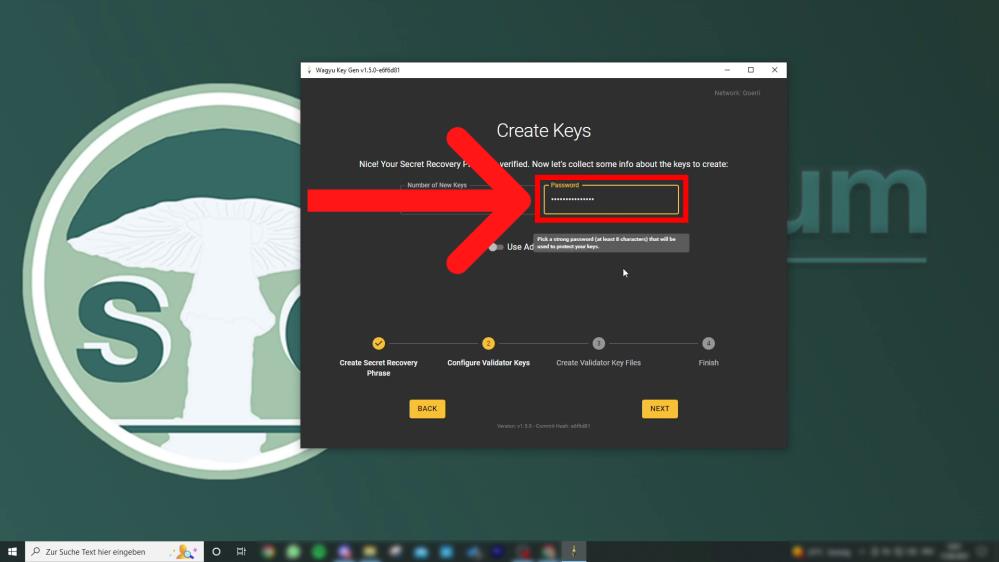 Wagyu Key Gen v1.5.0-e6f6d81
Network: Goerli
Create Keys
Nice! Your Secret Recovery verified. Now let's collect some info about the keys to create:
Number of New Keys
Password
•••••••••••••••
Use
Pick a strong password (at least 8 characters) that will be
used to protect your keys.
um
S
2
3
4
Create Secret Recovery
Phrase
Configure Validator Keys
Create Validator Key Files
Finish
BACK
NEXT
Version: v1.5.0 - Commit Hash: e6f6d81
Zur Suche Text hier eingeben